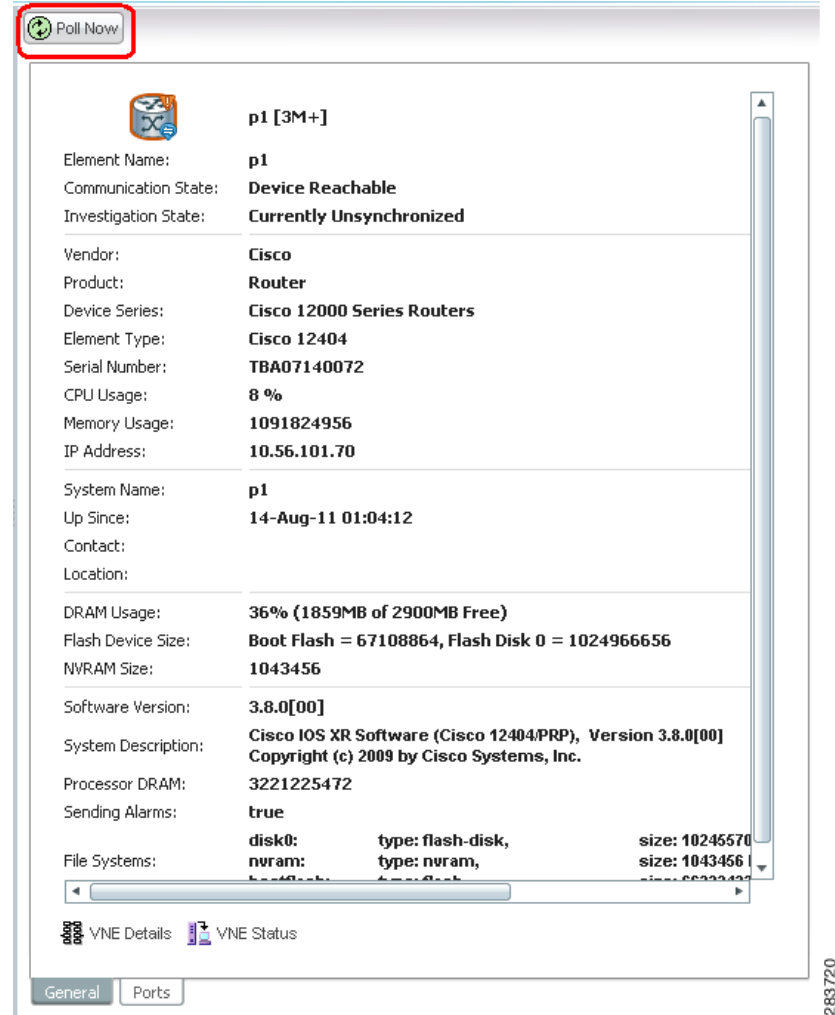 Poll Now
p1 [3M+]
Element Name: p1
Communication State: Device Reachable
Investigation State: Currently Unsynchronized
Vendor: Cisco
Product: Router
Device Series: Cisco 12000 Series Routers
Element Type: Cisco 12404
Serial Number: TBA07140072
CPU Usage: 8 %
Memory Usage: 1091824956
IP Address: 10.56.101.70
System Name: p1
Up Since: 14-Aug-11 01:04:12
Contact:
Location:
DRAM Usage: 36% (1859MB of 2900MB Free)
Flash Device Size: Boot Flash = 67108864, Flash Disk 0 = 1024966656
NVRAM Size: 1043456
Software Version: 3.8.0[00]
System Description: Cisco IOS XR Software (Cisco 12404/PRP), Version 3.8.0[00]
Copyright (c) 2009 by Cisco Systems, Inc.
Processor DRAM: 3221225472
Sending Alarms: true
disk0: type: flash-disk, size: 10245570
File Systems: nvram: type: nvram, size: 1043456
VNE Details VNE Status
General Ports
283720